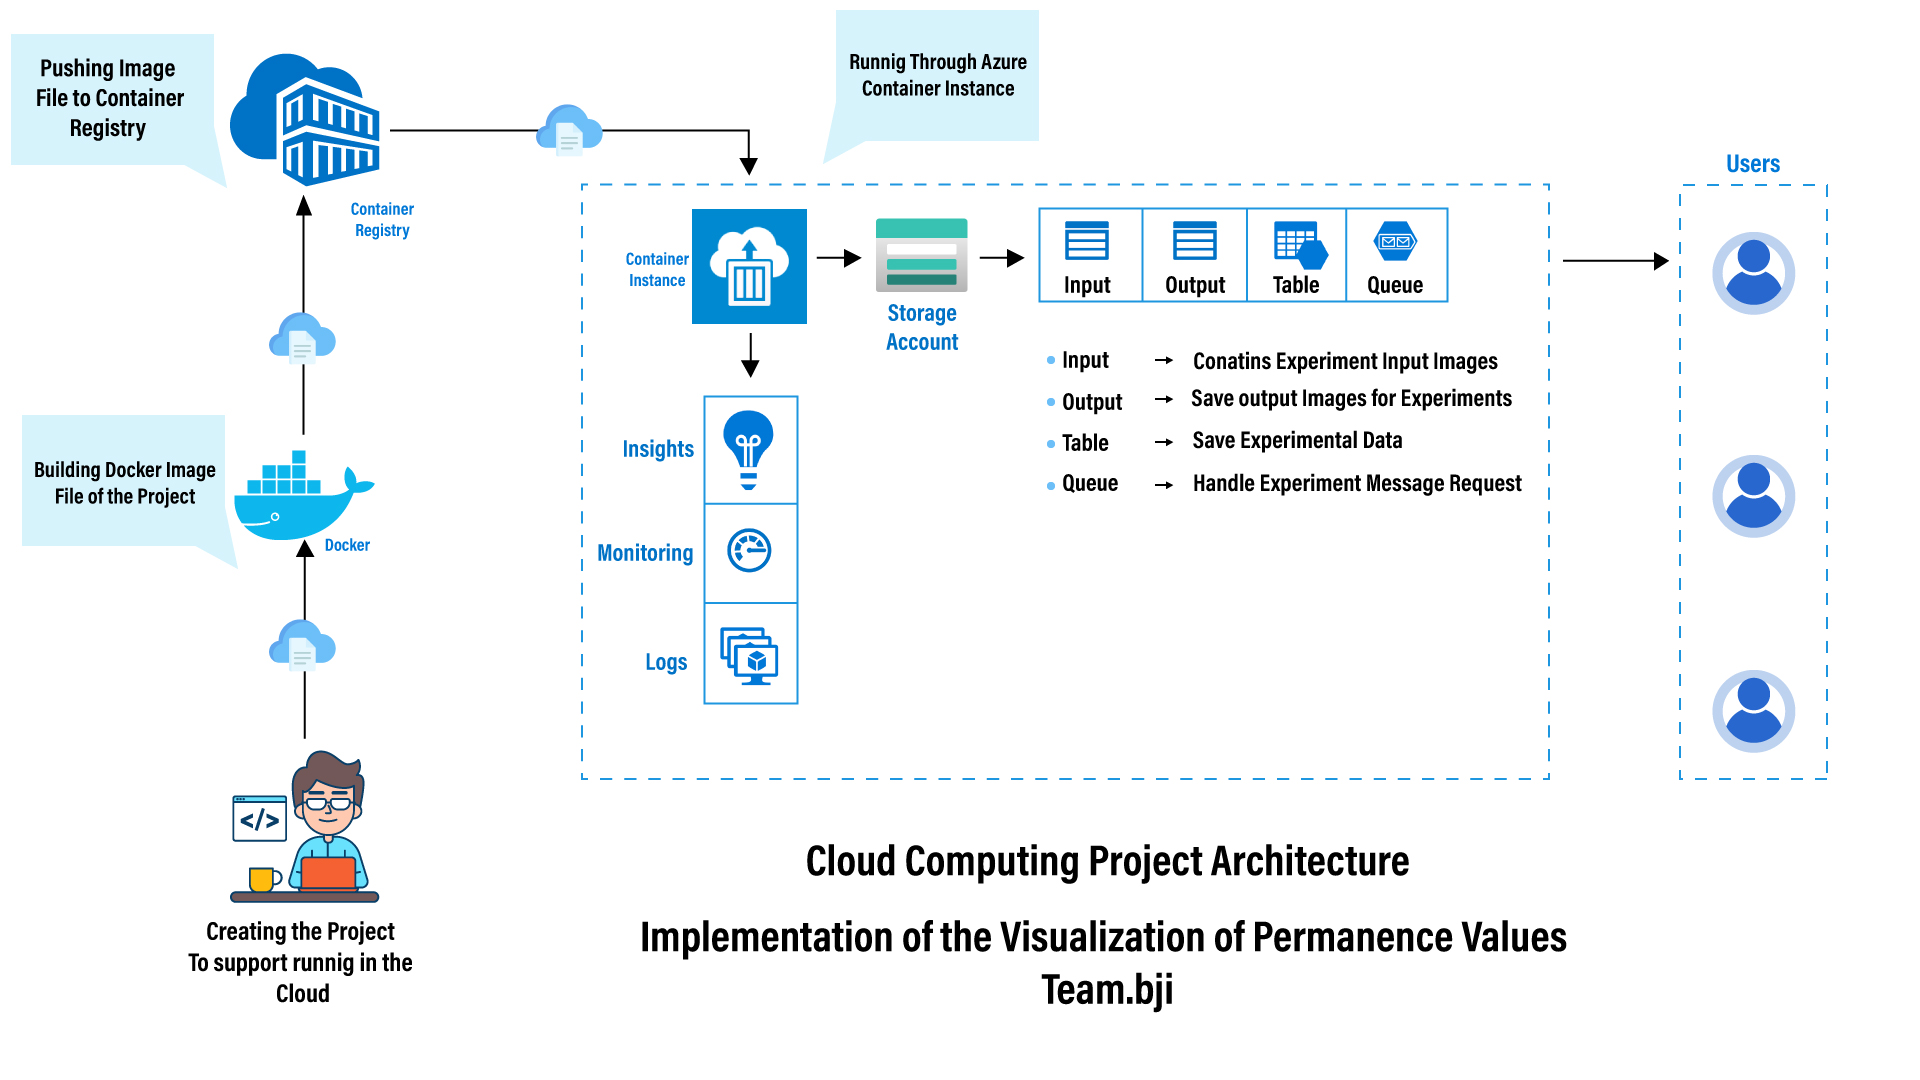 Pushing Image
File to Container
Registry
Runnig Through Azure
Container Instance
Users
Container
Registry
Container
Instance
Storage
Account
Input
Output
Table
Queue
Input
Conatins Experiment Input Images
Output
Save output Images for Experiments
Table
Save Experimental Data
Queue
Handle Experiment Message Request
Insights
Monitoring
Logs
Building Docker Image
File of the Project
Docker
</>
Creating the Project
To support runnig in the
Cloud
Cloud Computing Project Architecture
Implementation of the Visualization of Permanence Values
Team.bji